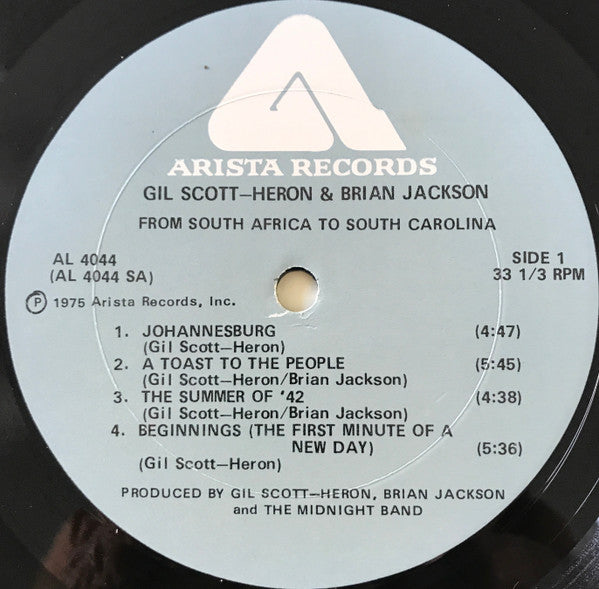 ARISTA RECORDS
GIL SCOTT–HERON & BRIAN JACKSON
FROM SOUTH AFRICA TO SOUTH CAROLINA
AL 4044
(AL 4044 SA)
SIDE 1
33 1/3 RPM
Ⓟ 1975 Arista Records, Inc.
1. JOHANNESBURG (4:47)
(Gil Scott–Heron)
2. A TOAST TO THE PEOPLE (5:45)
(Gil Scott–Heron/Brian Jackson)
3. THE SUMMER OF '42 (4:38)
(Gil Scott–Heron/Brian Jackson)
4. BEGINNINGS (THE FIRST MINUTE OF A
NEW DAY) (5:36)
(Gil Scott–Heron)
PRODUCED BY GIL SCOTT–HERON, BRIAN JACKSON
and THE MIDNIGHT BAND